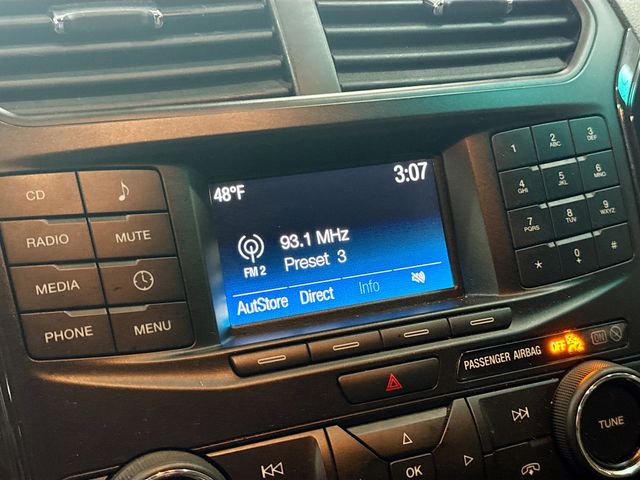 CD
RADIO
MUTE
MEDIA
PHONE
MENU
48°F
3:07
93.1 MHz
Preset 3
FM 2
AutStore Direct Info
1
2 ABC
3 DEF
4 GHI
5 JKL
6 MNO
7 PQRS
8 TUV
9 WXYZ
*
0 +
#
PASSENGER AIRBAG OFF ON
TUNE
OK